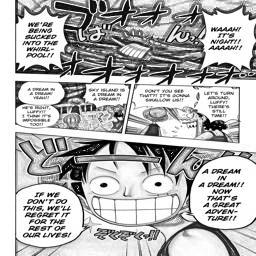 WAAAH!
IT'S
NIGHT!!
AAAAH!!
WE'RE
BEING
SUCKED
INTO THE
WHIRL-
POOL!!
LET'S TURN
AROUND,
LUFFY!
THERE'S
STILL
TIME!!
DON'T YOU SEE
THAT?! IT'S GONNA
SWALLOW US!!
SKY ISLAND IS
A DREAM IN
A DREAM!!
A DREAM IN
A DREAM! YEAH!!
HE'S RIGHT,
LUFFY!!
I THINK IT'S
IMPOSSIBLE
TOO!!
A DREAM
IN A
DREAM!!
NOW
THAT'S
A GREAT
ADVEN-
TURE!!
IF WE
DON'T DO
THIS, WE'LL
REGRET IT
FOR THE
REST OF
OUR LIVES!